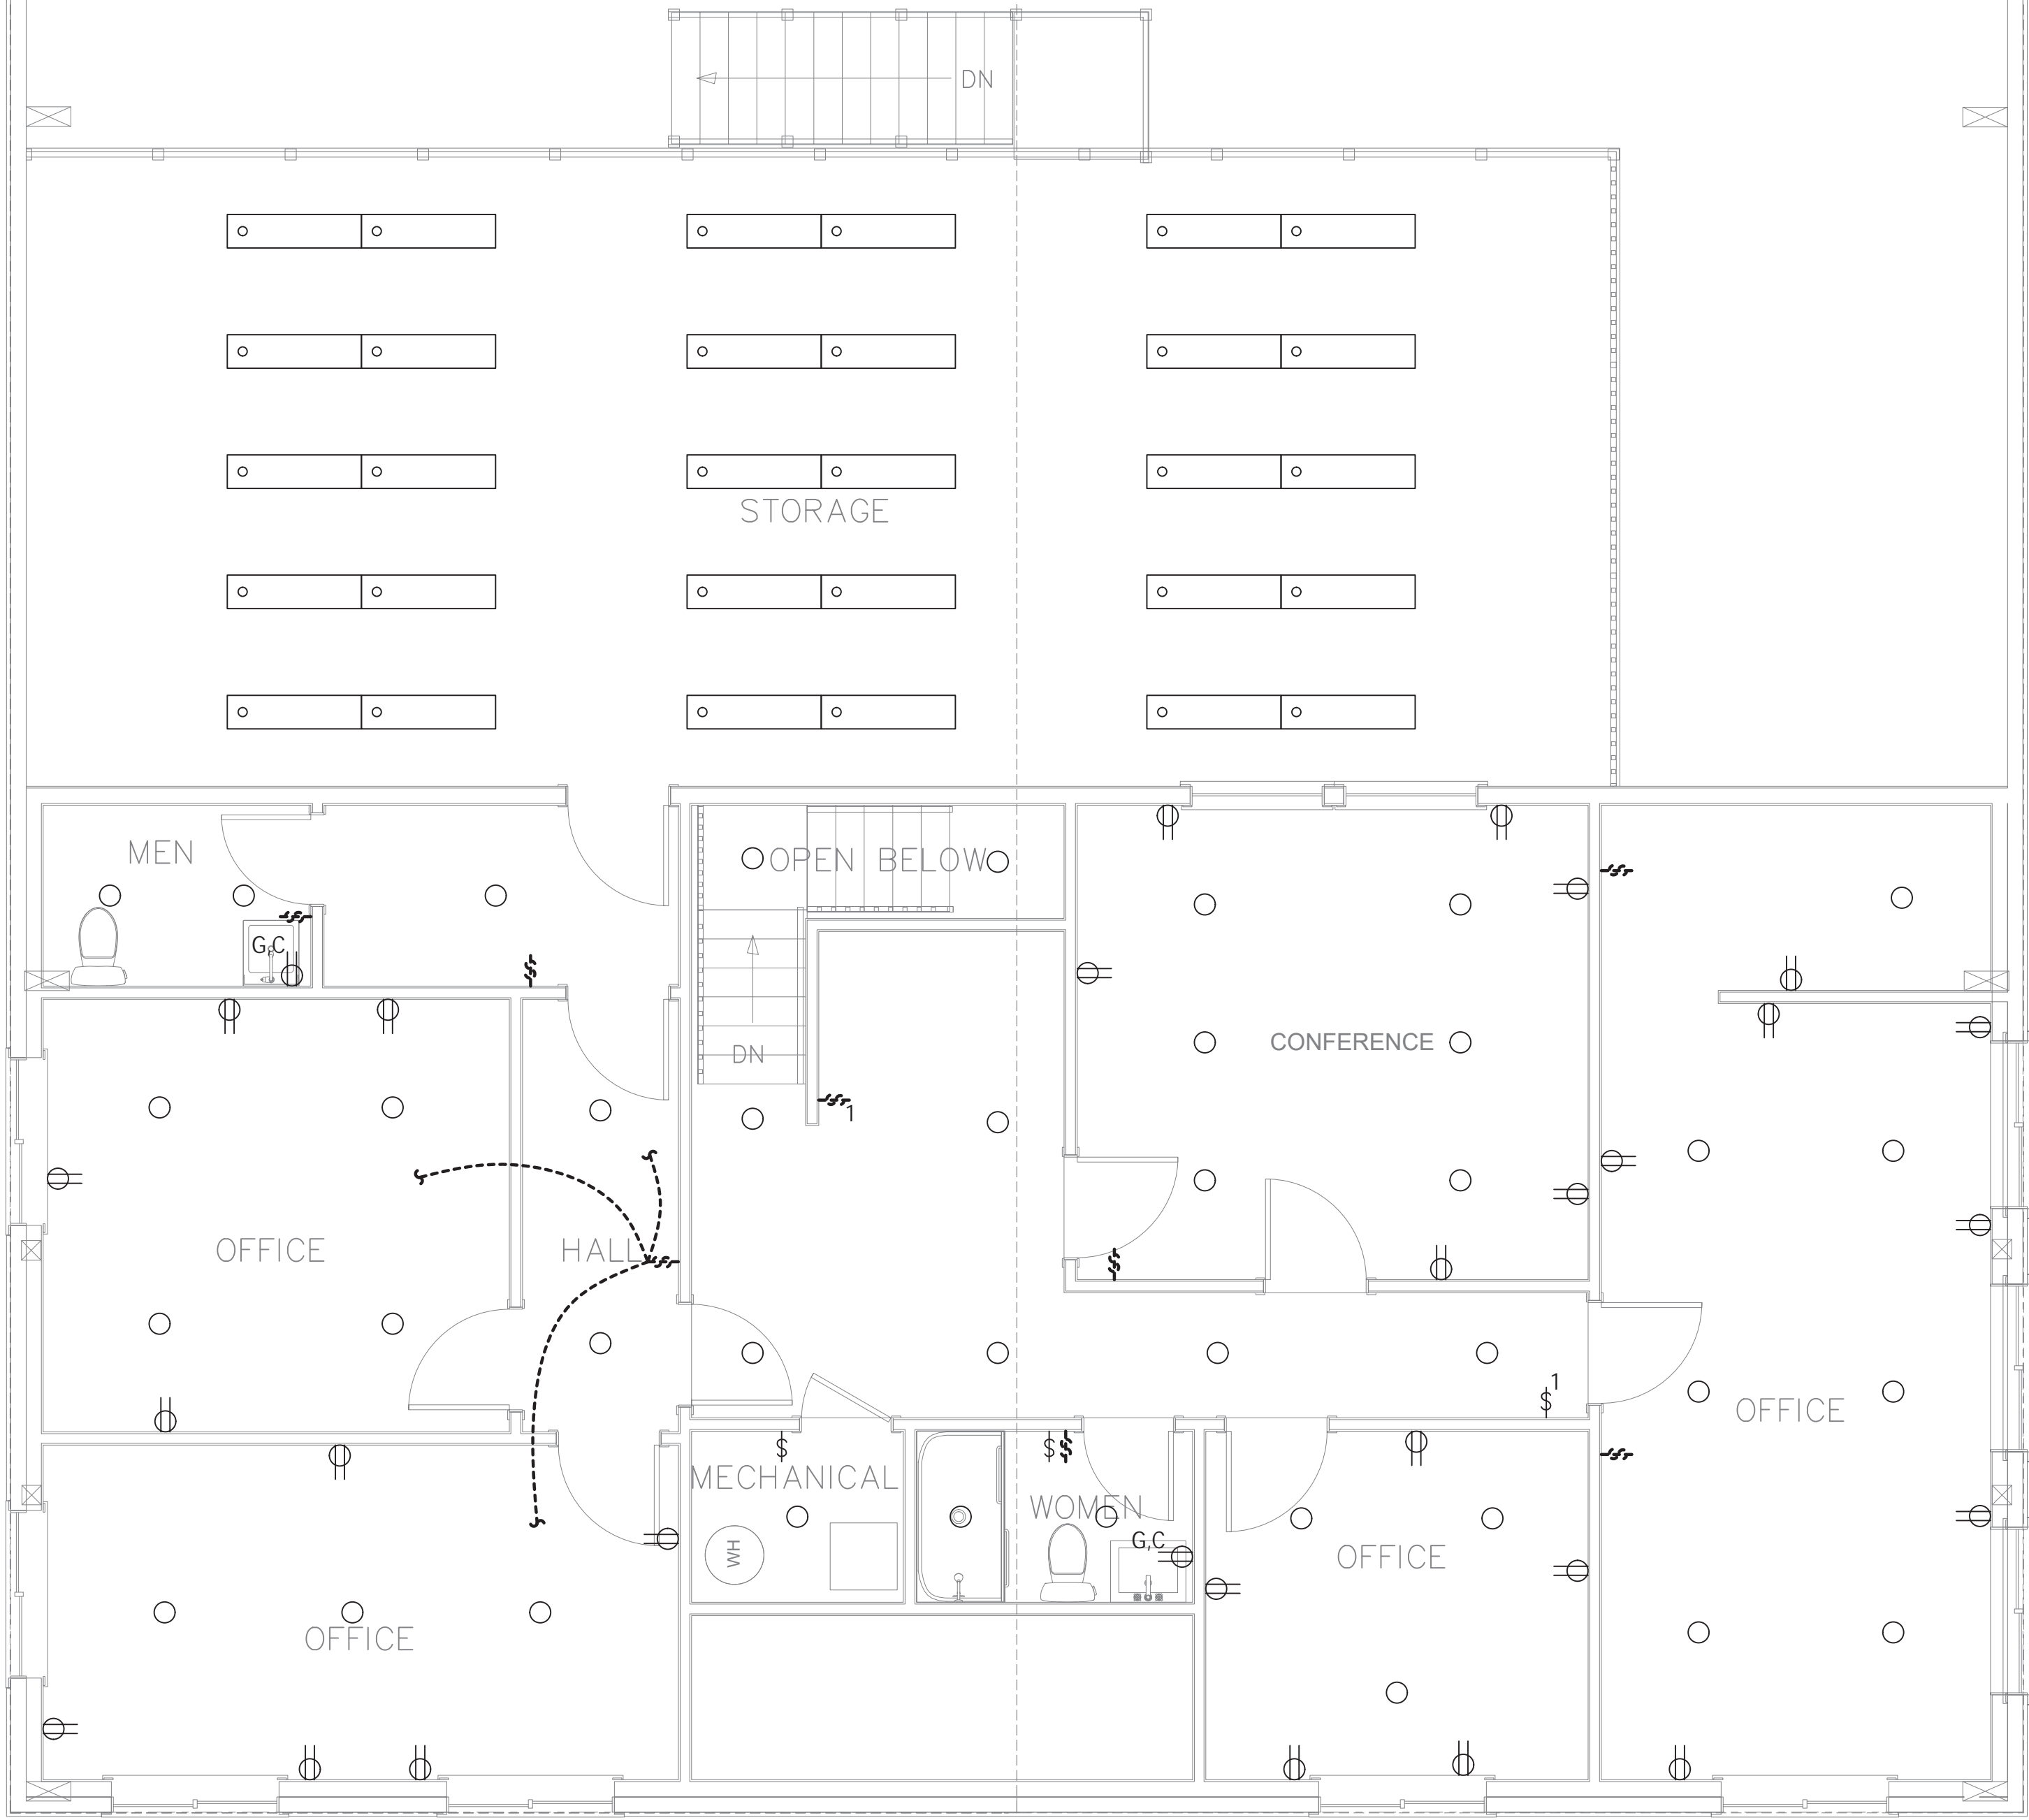 DN
STORAGE
MEN
OPEN BELOW
G,C
CONFERENCE
DN
$
1
OFFICE
HALL
1
$
OFFICE
$
$
MECHANICAL
WOMEN
G,C
WH
OFFICE
OFFICE